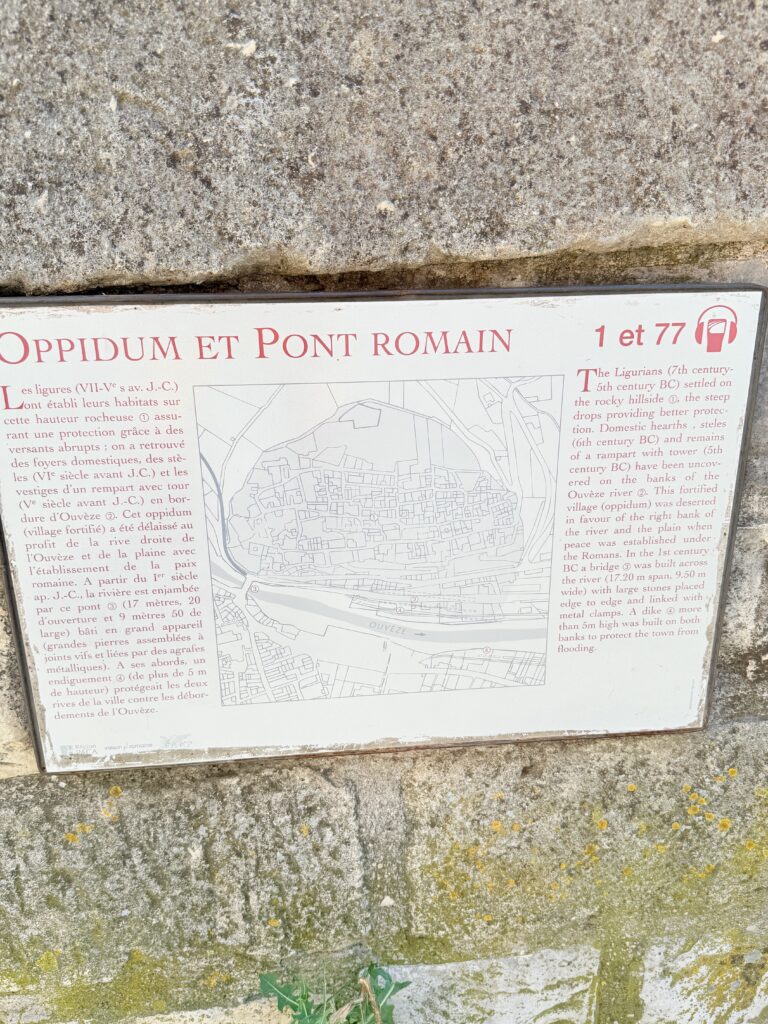 OPPIDUM ET PONT ROMAIN
1 et 77
Les ligures (VII-Ve s av. J.-C.)
ont établi leurs habitats sur
cette hauteur rocheuse ① assu-
rant une protection grâce à des
versants abrupts ; on a retrouvé
des foyers domestiques, des stè-
les (VIe siècle avant J.C.) et les
vestiges d'un rempart avec tour
(Ve siècle avant J.-C.) en bor-
dure d'Ouvèze ②. Cet oppidum
(village fortifié) a été délaissé au
profit de la rive droite de
l'Ouvèze et de la plaine avec
l'établissement de la paix
romaine. A partir du Ier siècle
ap. J.-C., la rivière est enjambée
par ce pont ③ (17 mètres, 20
d'ouverture et 9 mètres 50 de
large) bâti en grand appareil
(grandes pierres assemblées à
joints vifs et liées par des agrafes
métalliques). A ses abords, un
endiguement ④ (de plus de 5 m
de hauteur) protégeait les deux
rives de la ville contre les débor-
dements de l'Ouvèze.
①
②
③
OUVÈZE
④
The Ligurians (7th century-
5th century BC) settled on
the rocky hillside ①, the steep
drops providing better protec-
tion. Domestic hearths , steles
(6th century BC) and remains
of a rampart with tower (5th
century BC) have been uncov-
ered on the banks of the
Ouvèze river ②. This fortified
village (oppidum) was deserted
in favour of the right bank of
the river and the plain when
peace was established under
the Romans. In the 1st century
BC a bridge ③ was built across
the river (17.20 m span, 9.50 m
wide) with large stones placed
edge to edge and linked with
metal clamps. A dike ④ more
than 5m high was built on both
banks to protect the town from
flooding.